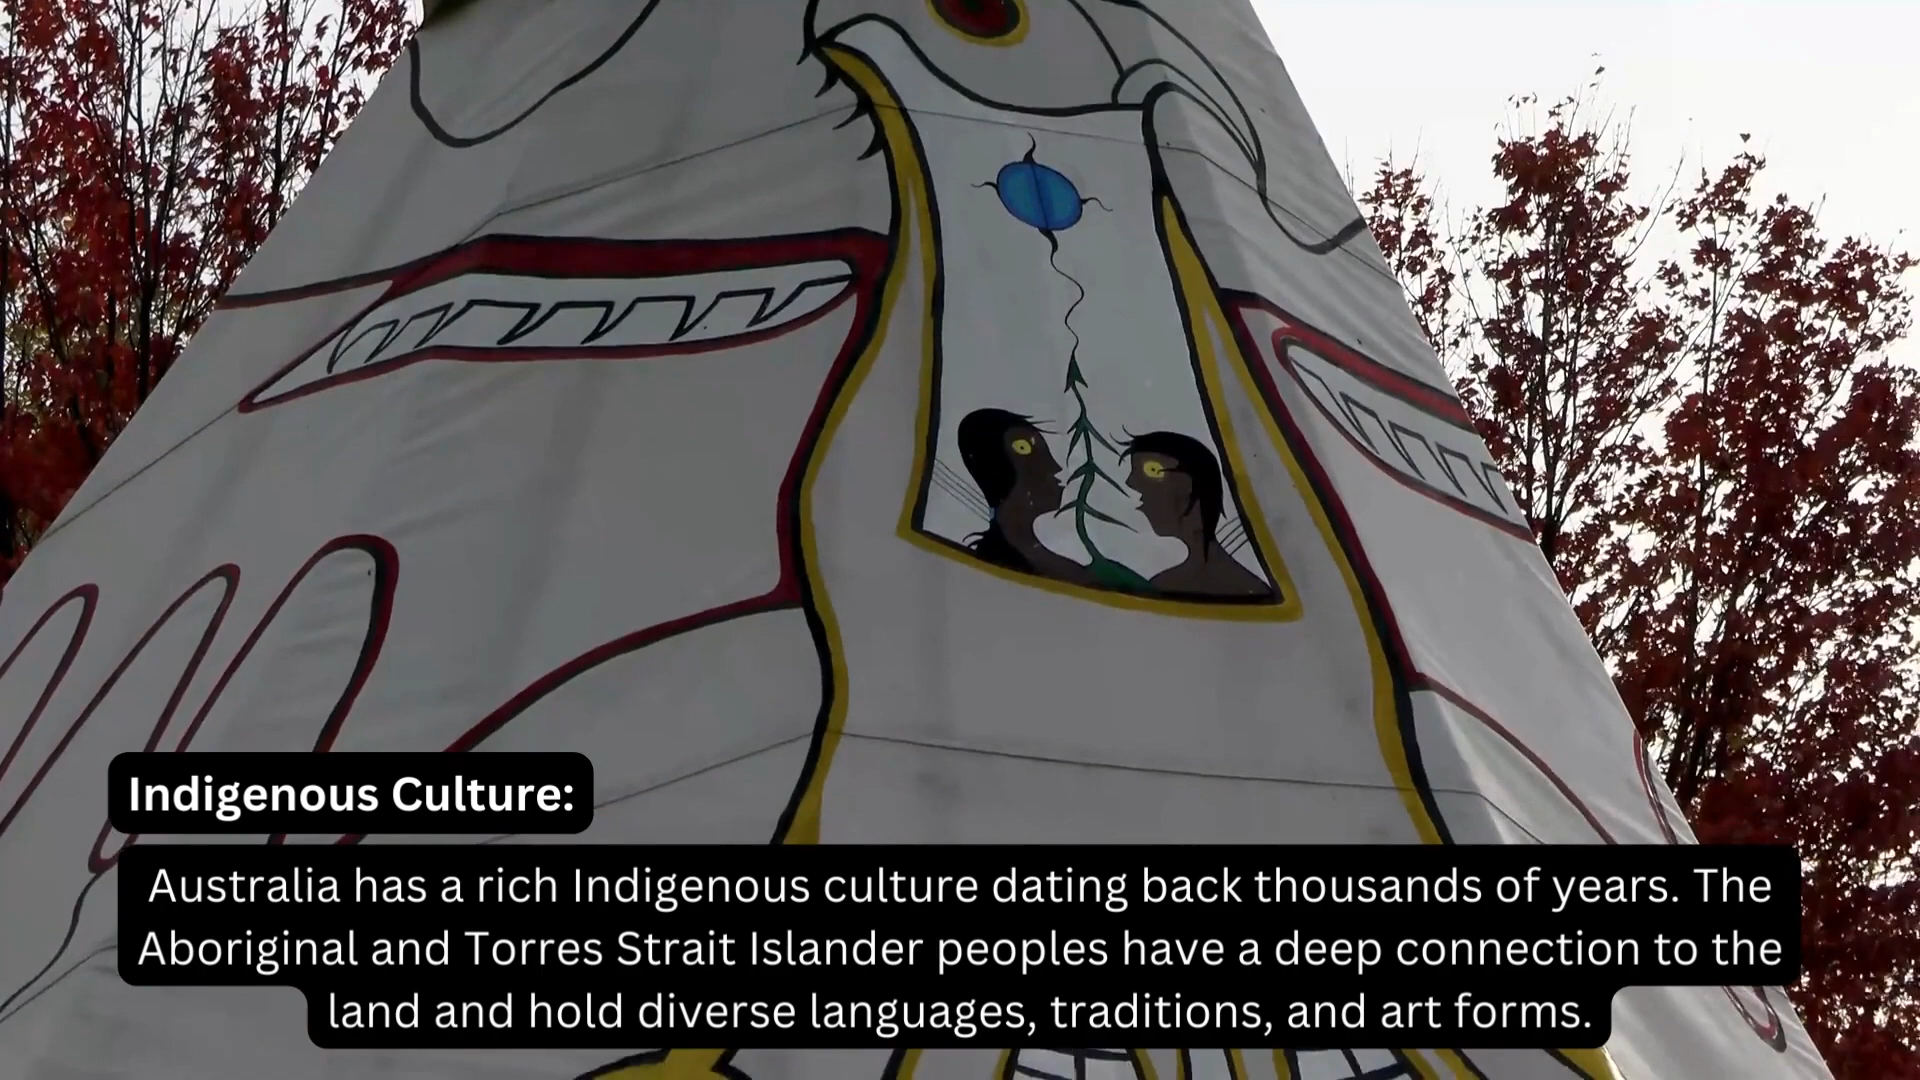 Indigenous Culture:
Australia has a rich Indigenous culture dating back thousands of years. The
Aboriginal and Torres Strait Islander peoples have a deep connection to the
land and hold diverse languages, traditions, and art forms.